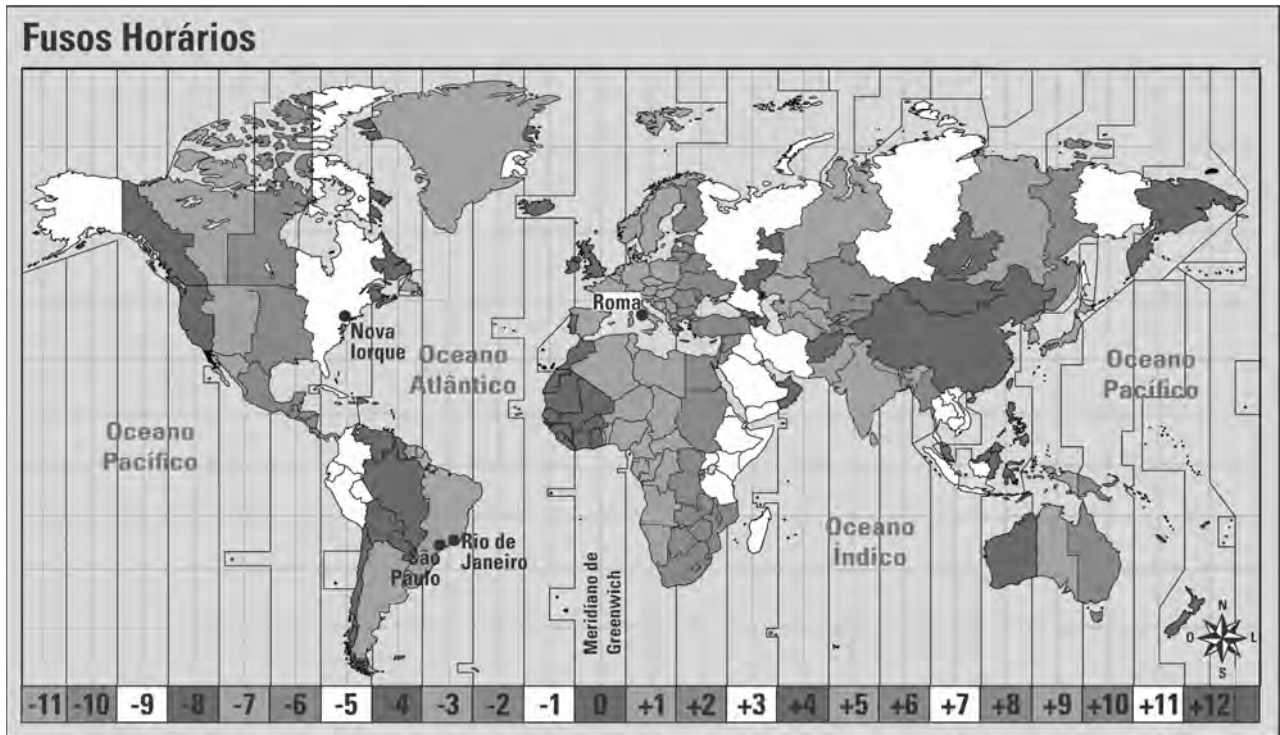 Fusos Horários
Roma
Nova
Iorque
Oceano
Atlântico
Oceano
Pacífico
Oceano
Pacífico
Oceano
Índico
São
Paulo
Rio de
Janeiro
Meridiano de
Greenwich
N
O
L
S
-11 -10 -9 -8 -7 -6 -5 -4 -3 -2 -1 0 +1 +2 +3 +4 +5 +6 +7 +8 +9 +10 +11 +12